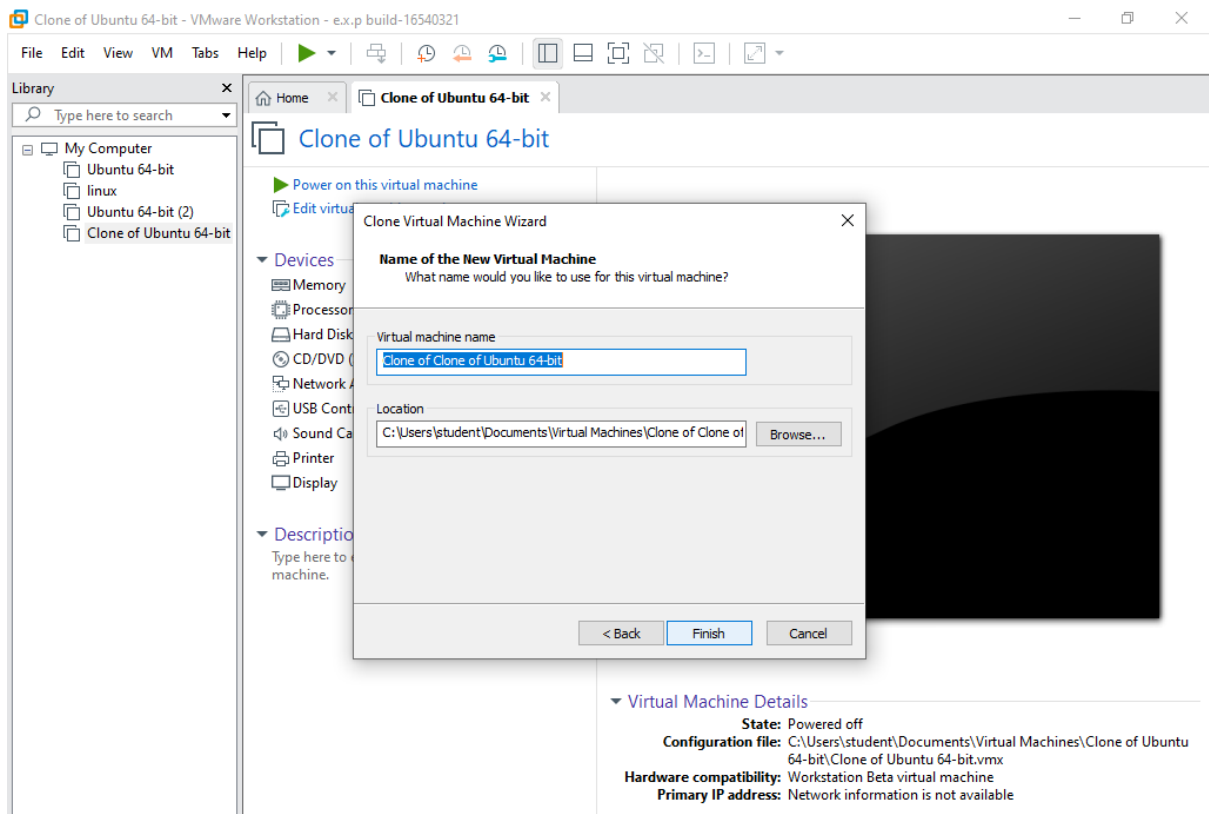 Clone of Ubuntu 64-bit - VMware Workstation - e.x.p build-16540321
File Edit View VM Tabs Help
Library
Type here to search
My Computer
Ubuntu 64-bit
linux
Ubuntu 64-bit (2)
Clone of Ubuntu 64-bit
Home
Clone of Ubuntu 64-bit
Clone of Ubuntu 64-bit
Power on this virtual machine
Edit virtua
Devices
Memory
Processor
Hard Disk
CD/DVD (
Network A
USB Cont
Sound Ca
Printer
Display
Descriptio
Type here to e
machine.
Clone Virtual Machine Wizard
Name of the New Virtual Machine
What name would you like to use for this virtual machine?
Virtual machine name
Clone of Clone of Ubuntu 64-bit
Location
C:\Users\student\Documents\Virtual Machines\Clone of Clone of
Browse...
< Back Finish Cancel
Virtual Machine Details
State: Powered off
Configuration file: C:\Users\student\Documents\Virtual Machines\Clone of Ubuntu
64-bit\Clone of Ubuntu 64-bit.vmx
Hardware compatibility: Workstation Beta virtual machine
Primary IP address: Network information is not available